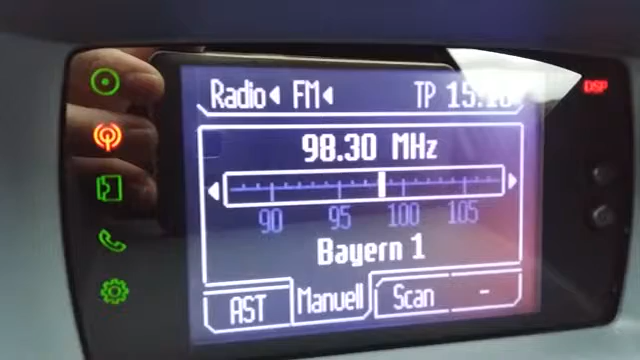 Radio FM TP
DSP
98.30 MHz
90 95 100 105
Bayern 1
AST Manuell Scan -